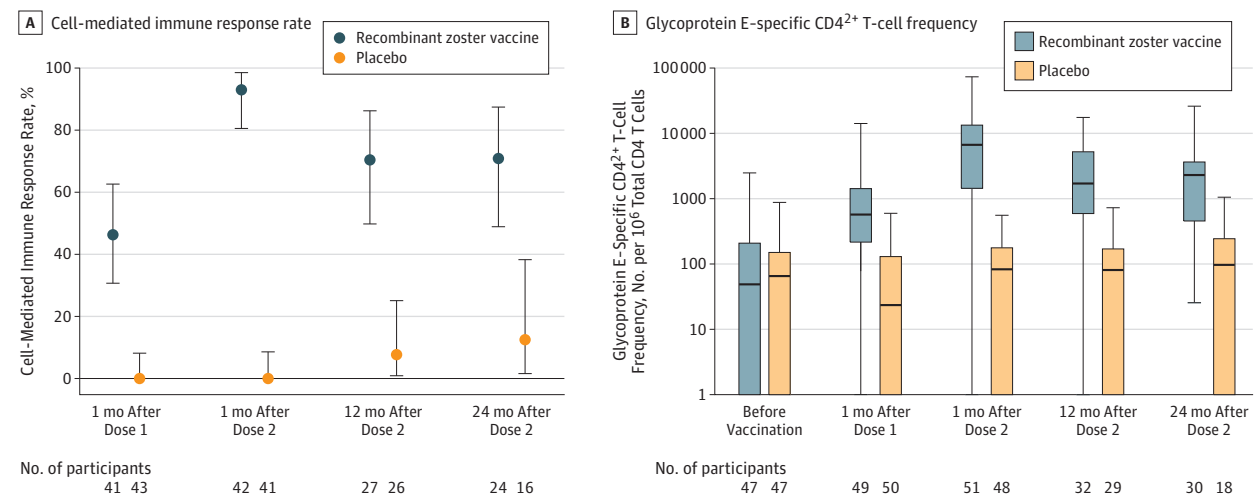 A Cell-mediated immune response rate
Recombinant zoster vaccine
Placebo
Cell-Mediated Immune Response Rate, %
100
80
60
40
20
0
1 mo After
Dose 1
1 mo After
Dose 2
12 mo After
Dose 2
24 mo After
Dose 2
No. of participants
41 43 42 41 27 26 24 16
B Glycoprotein E-specific CD4²⁺ T-cell frequency
Recombinant zoster vaccine
Placebo
Glycoprotein E-Specific CD4²⁺ T-Cell
Frequency, No. per 10⁶ Total CD4 T Cells
100 000
10 000
1000
100
10
1
Before
Vaccination
1 mo After
Dose 1
1 mo After
Dose 2
12 mo After
Dose 2
24 mo After
Dose 2
No. of participants
47 47 49 50 51 48 32 29 30 18